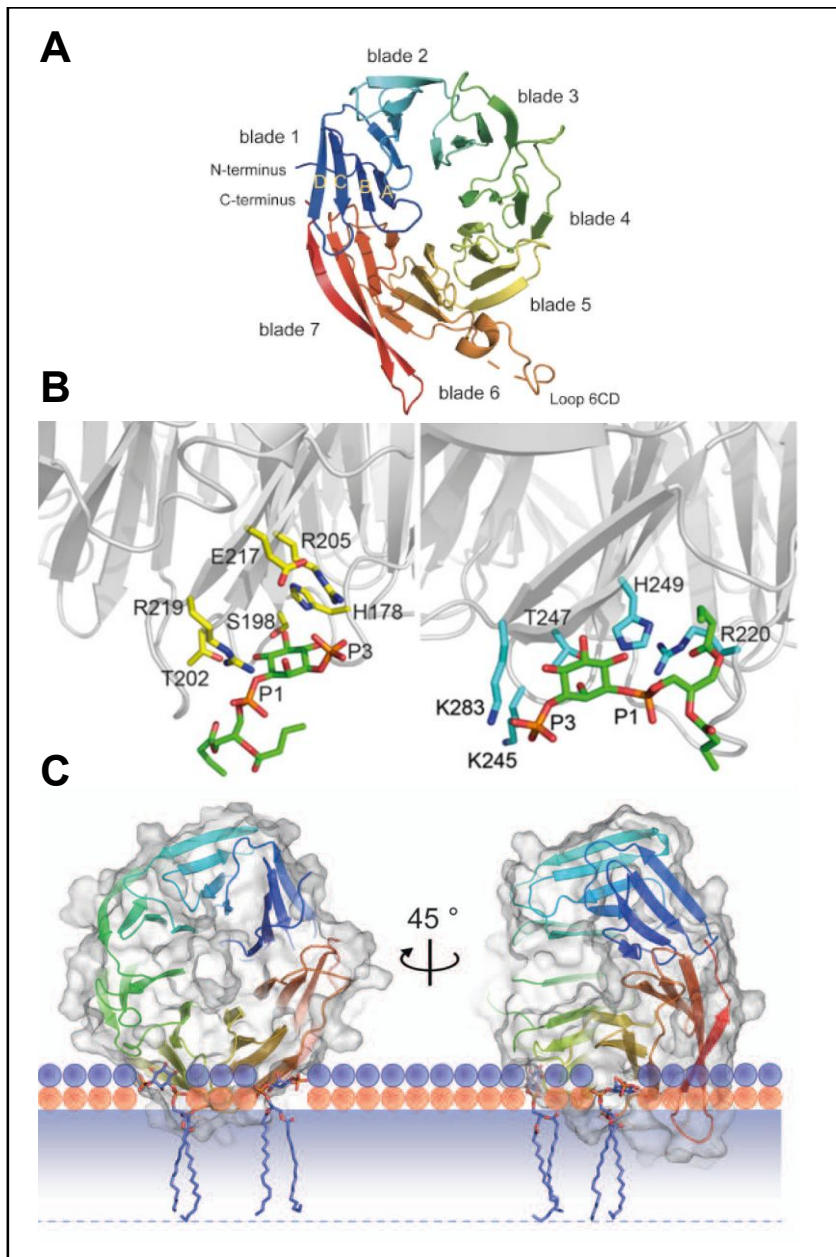 A
blade 2
blade 3
blade 1
N-terminus
D C B A
C-terminus
blade 4
blade 5
blade 7
blade 6
Loop 6CD
B
E217
R205
R219
S198
H178
T202
P3
P1
H249
T247
R220
K283
P3
P1
K245
C
45 °